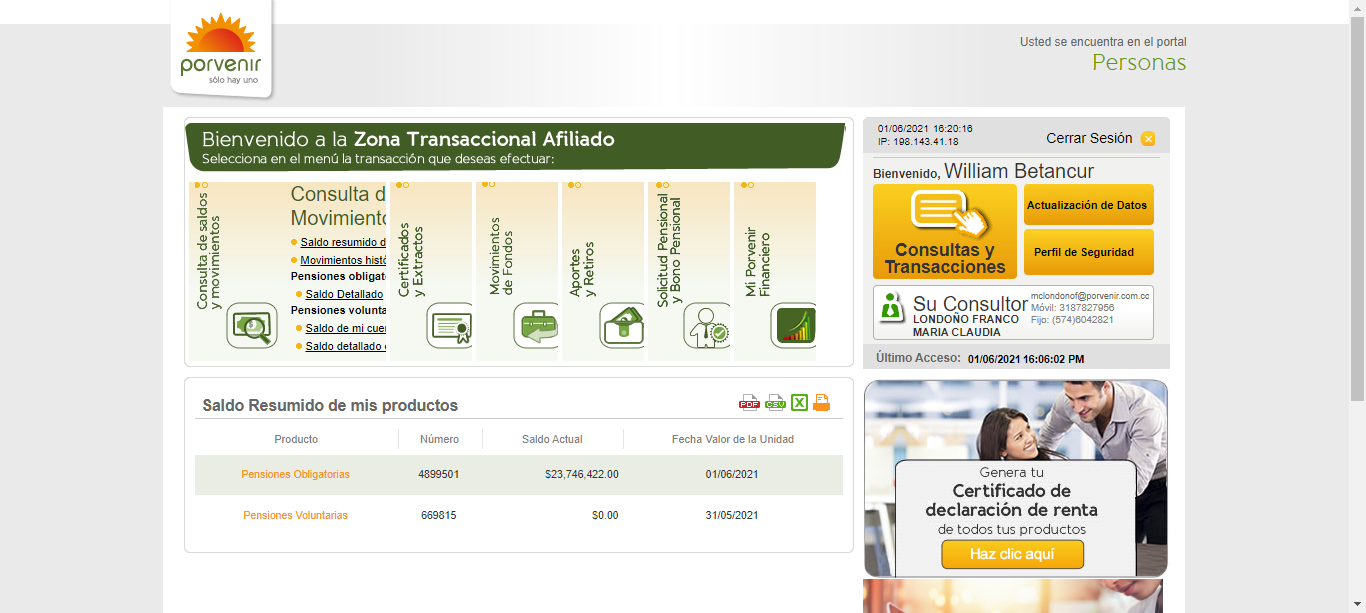 porvenir
sólo hay uno
Usted se encuentra en el portal
Personas
Bienvenido a la Zona Transaccional Afiliado
Selecciona en el menú la transacción que deseas efectuar:
Consulta de saldos
y movimientos
Consulta d
Movimiento
Saldo resumido d
Movimientos histó
Pensiones obligat
Saldo Detallado
Pensiones volunta
Saldo de mi cuen
Saldo detallado
Certificados
y Extractos
Movimientos
de Fondos
Aportes
y Retiros
Solicitud Pensional
y Bono Pensional
Mi Porvenir
Financiero
01/06/2021 16:20:16
IP: 198.143.41.18
Cerrar Sesión
Bienvenido, William Betancur
Consultas y
Transacciones
Actualización de Datos
Perfil de Seguridad
Su Consultor
LONDOÑO FRANCO
MARIA CLAUDIA
mclondonof@porvenir.com.co
Móvil: 3187827956
Fijo: (574)6042821
Último Acceso: 01/06/2021 16:06:02 PM
Saldo Resumido de mis productos
PDF CSV X
Producto Número Saldo Actual Fecha Valor de la Unidad
Pensiones Obligatorias 4899501 $23,746,422.00 01/06/2021
Pensiones Voluntarias 669815 $0.00 31/05/2021
Genera tu
Certificado de
declaración de renta
de todos tus productos
Haz clic aquí